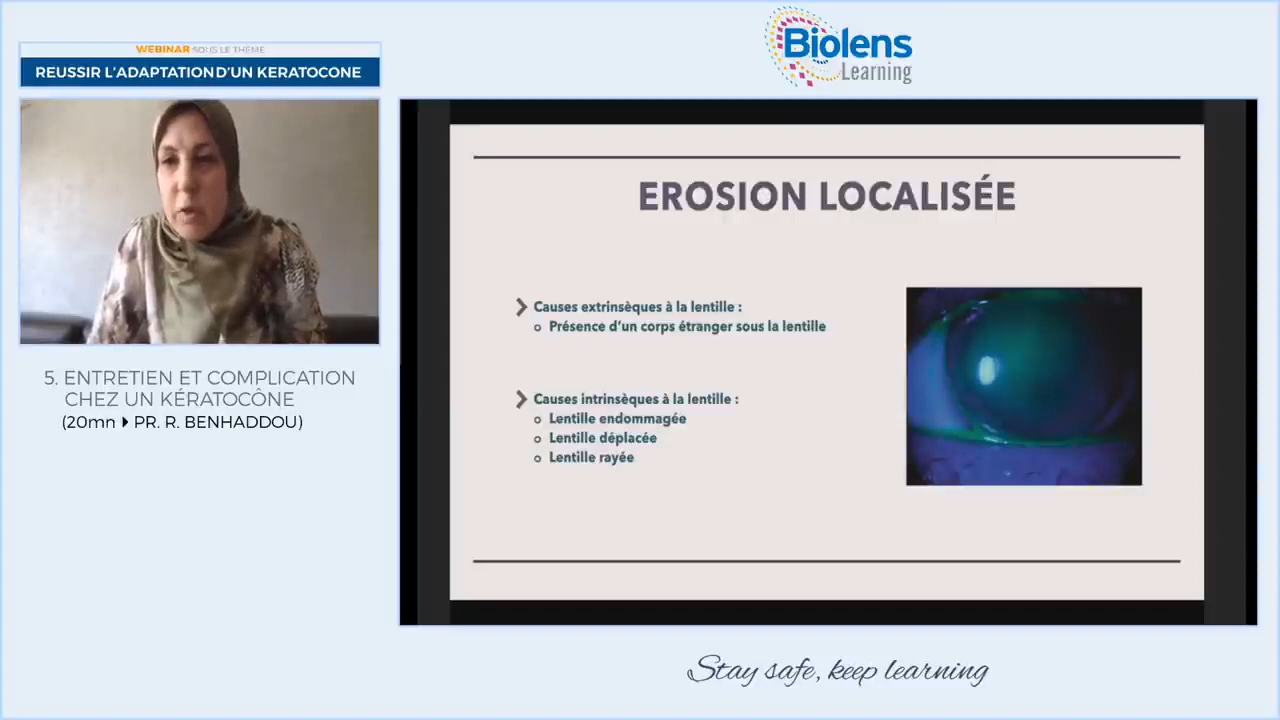 WEBINAR SOUS LE THÈME
REUSSIR L'ADAPTATION D'UN KERATOCONE
Biolens
Learning
5. ENTRETIEN ET COMPLICATION
CHEZ UN KÉRATOCÔNE
(20mn PR. R. BENHADDOU)
EROSION LOCALISÉE
Causes extrinsèques à la lentille :
Présence d'un corps étranger sous la lentille
Causes intrinsèques à la lentille :
Lentille endommagée
Lentille déplacée
Lentille rayée
Stay safe, keep learning